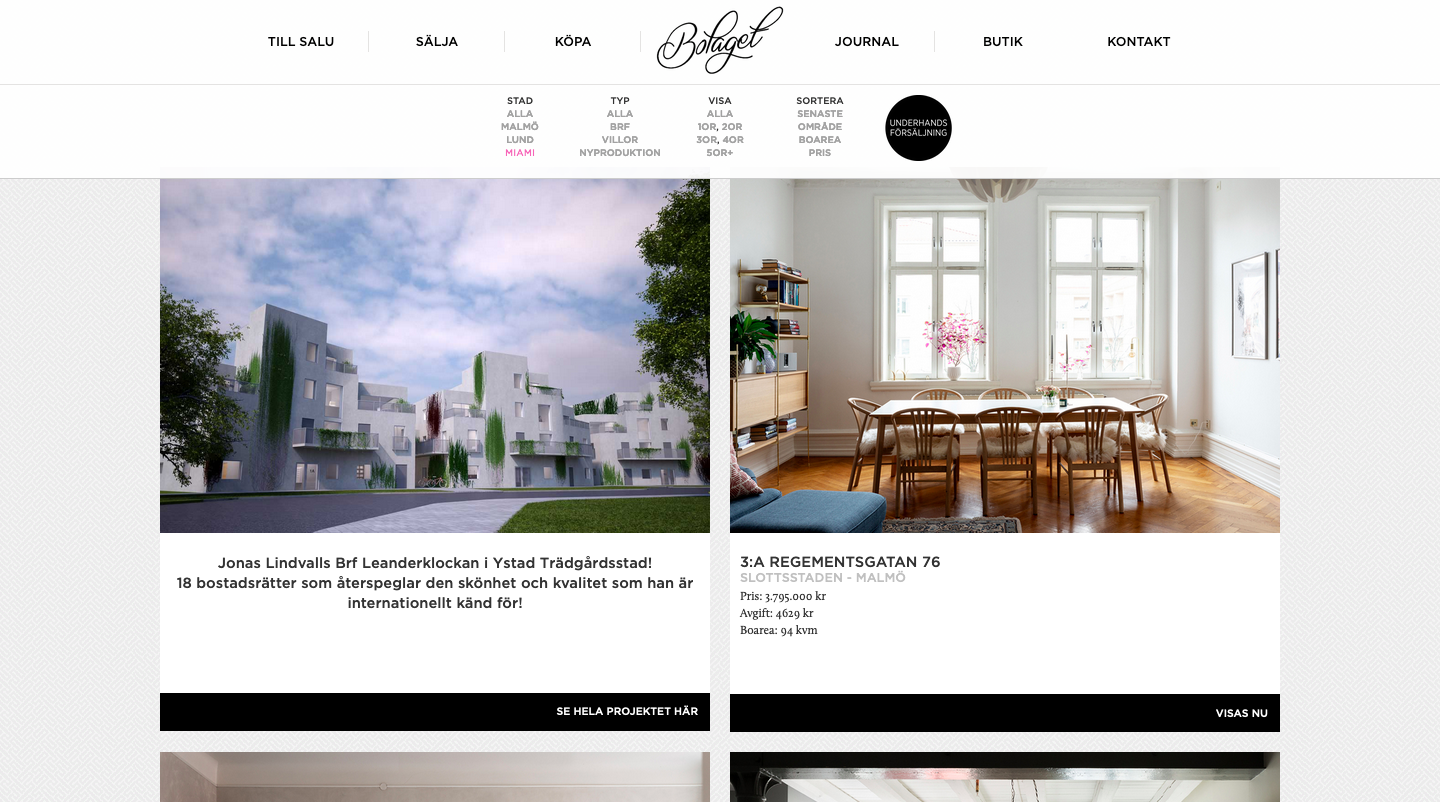 TILL SALU
SÄLJA
KÖPA
Bolaget
JOURNAL
BUTIK
KONTAKT
STAD
ALLA
MALMÖ
LUND
MIAMI
TYP
ALLA
BRF
VILLOR
NYPRODUKTION
VISA
ALLA
1OR, 2OR
3OR, 4OR
5OR+
SORTERA
SENASTE
OMRÅDE
BOAREA
PRIS
UNDERHANDS
FÖRSÄLJNING
Jonas Lindvalls Brf Leanderklockan i Ystad Trädgårdsstad!
18 bostadsrätter som återspeglar den skönhet och kvalitet som han är
internationellt känd för!
SE HELA PROJEKTET HÄR
3:A REGEMENTSGATAN 76
SLOTTSSTADEN - MALMÖ
Pris: 3.795.000 kr
Avgift: 4629 kr
Boarea: 94 kvm
VISAS NU